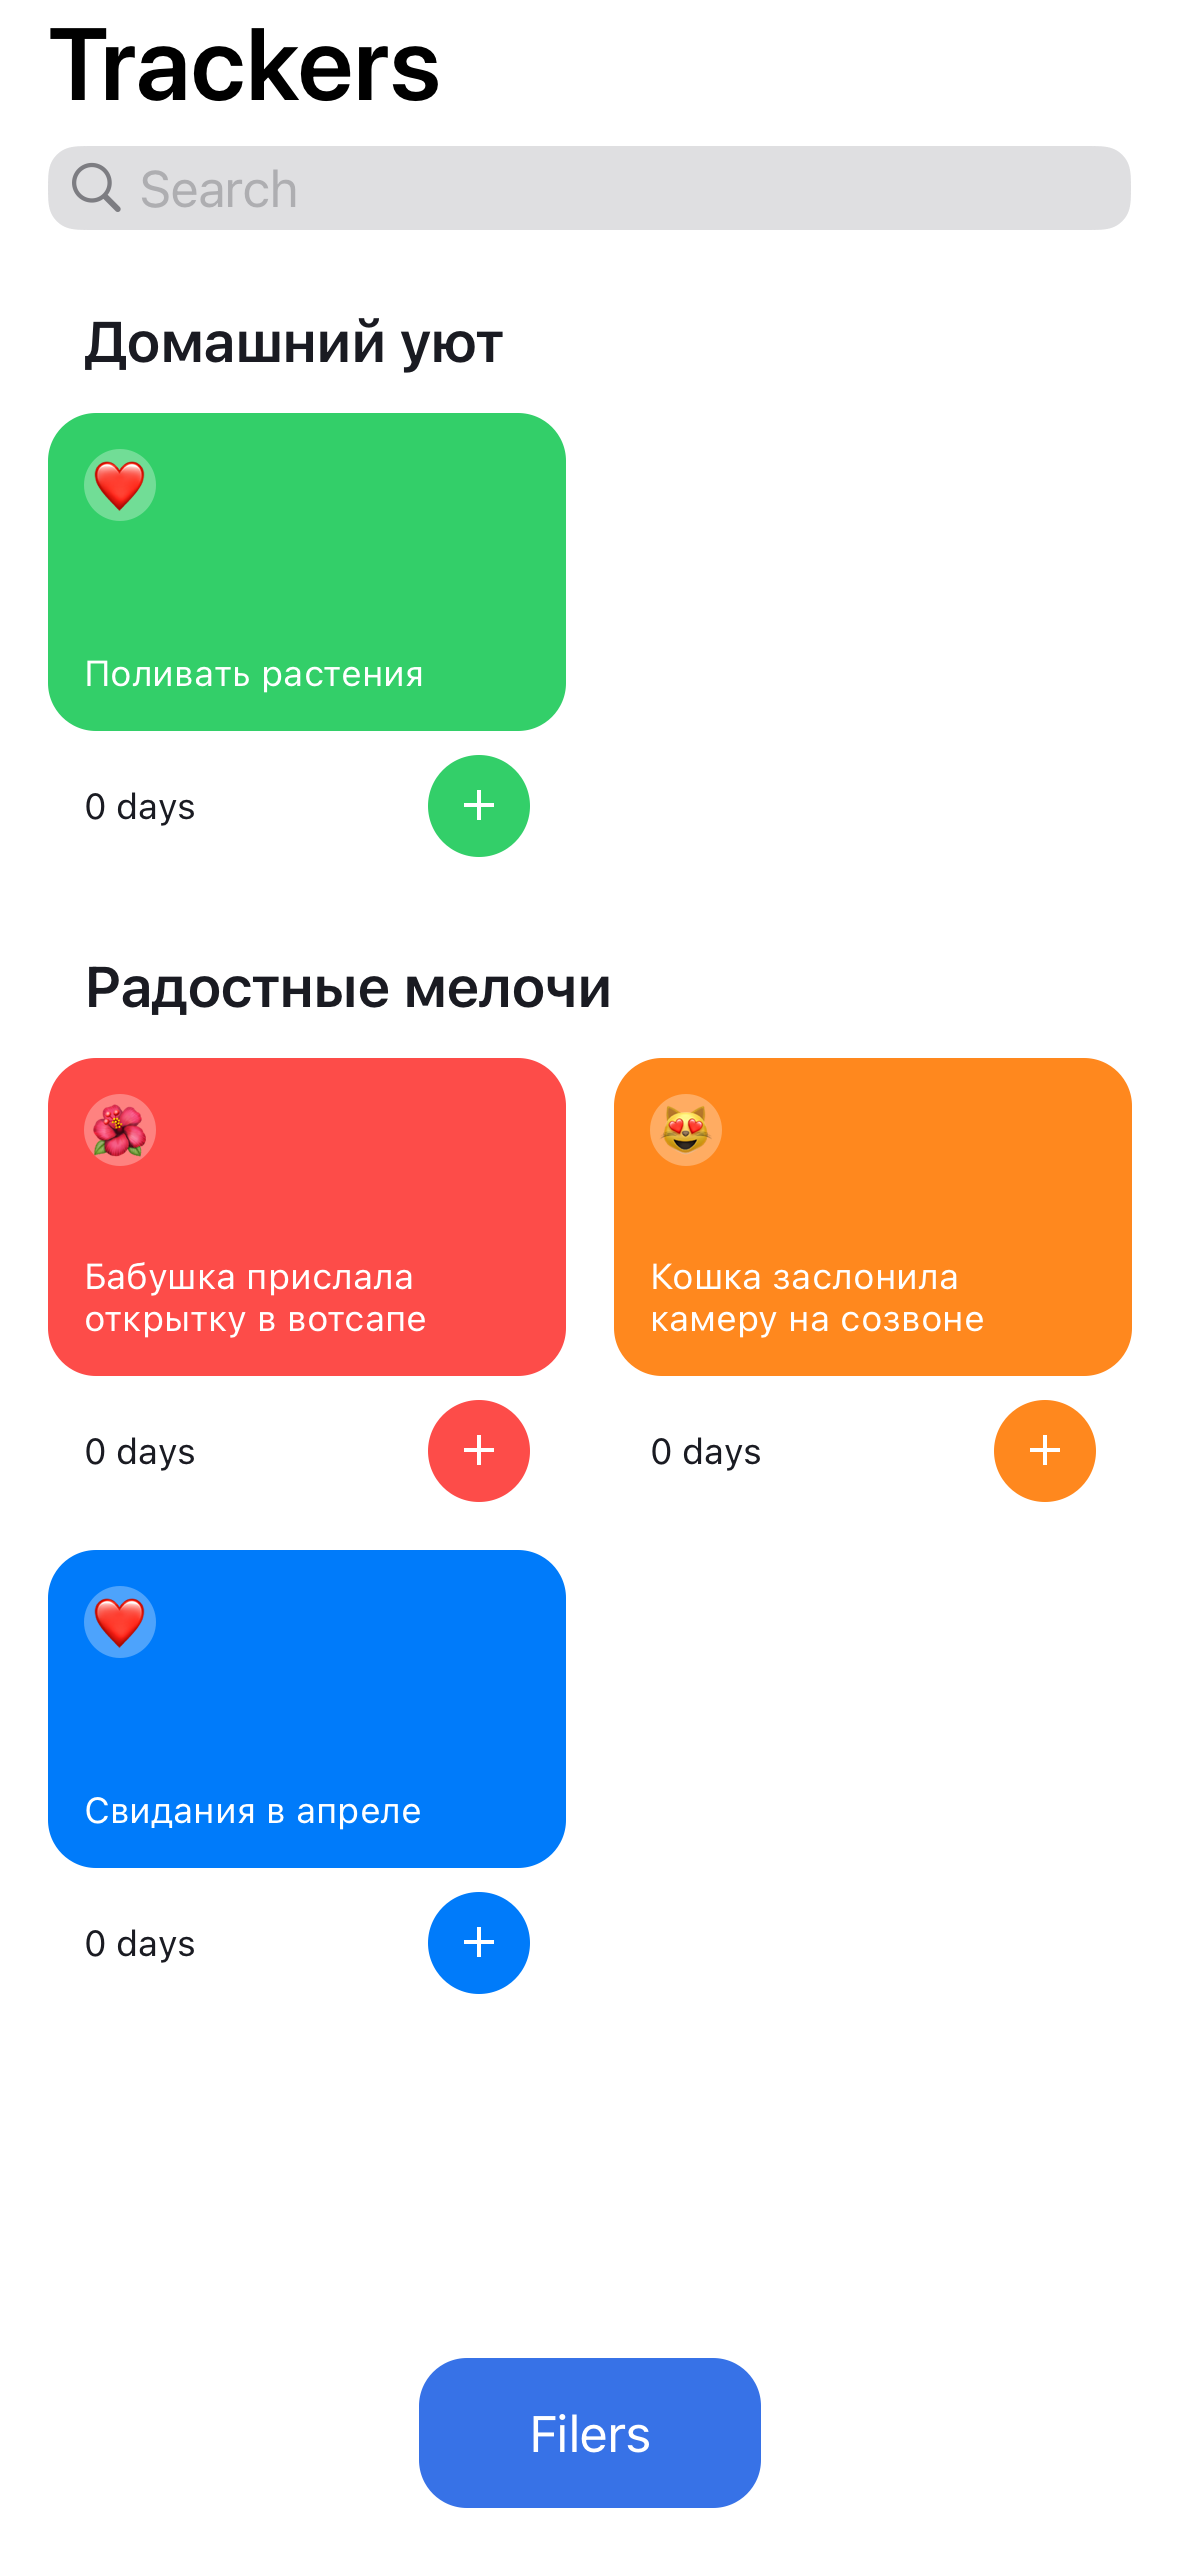 Trackers
Search
Домашний уют
Поливать растения
0 days
Радостные мелочи
Бабушка прислала
открытку в вотсапе
Кошка заслонила
камеру на созвоне
0 days
0 days
Свидания в апреле
0 days
Filers